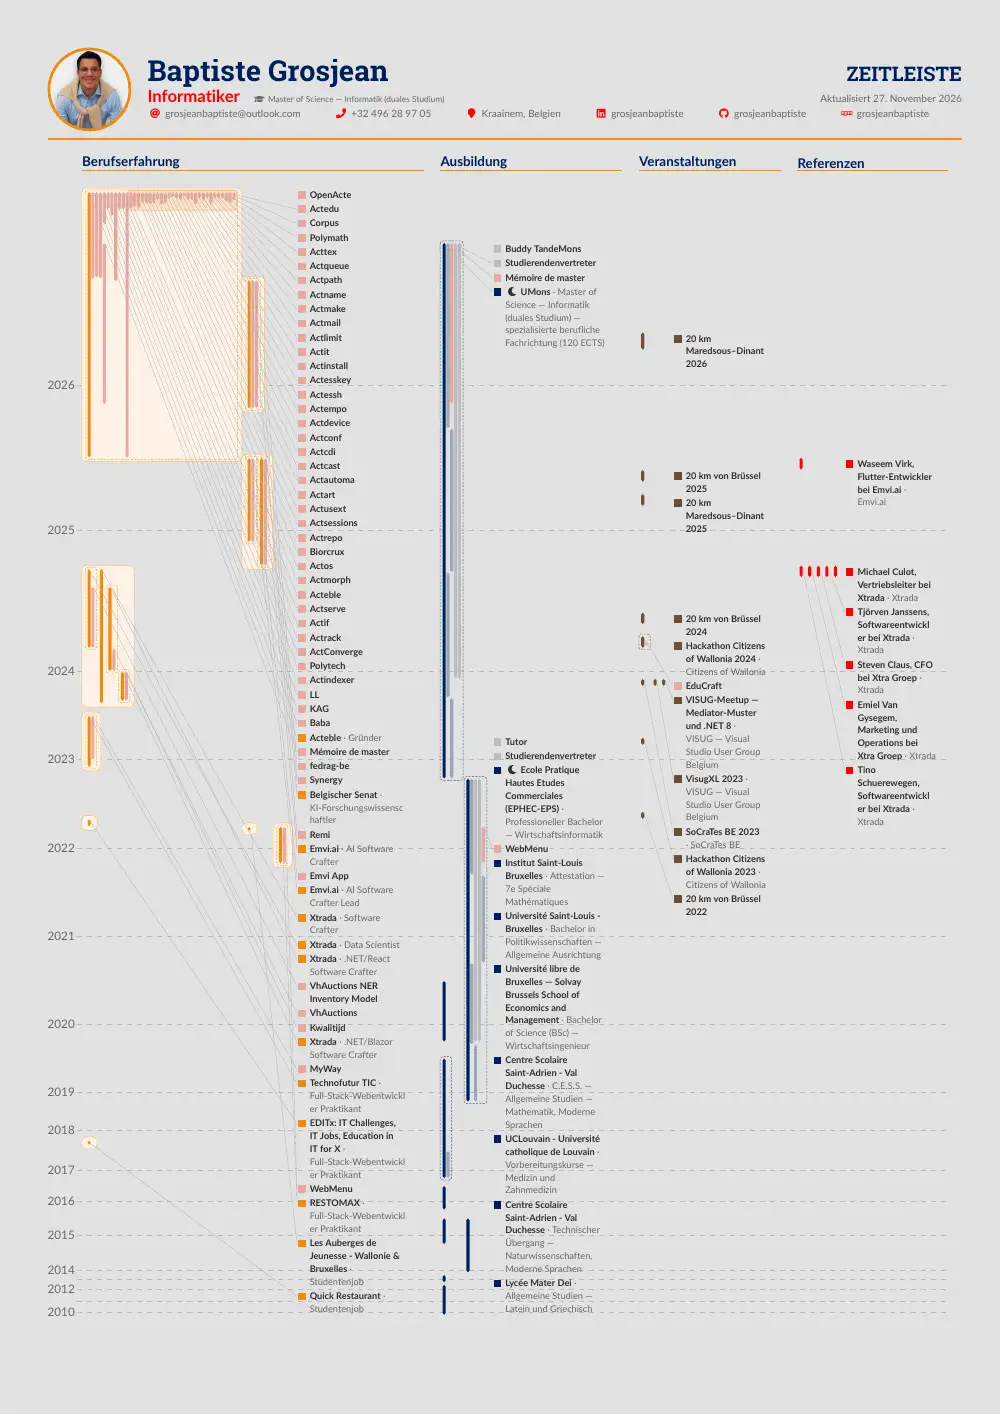 Baptiste Grosjean
ZEITLEISTE
Informatiker
Master of Science — Informatik (duales Studium)
Aktualisiert 27. November 2026
grosjeanbaptiste@outlook.com
+32 496 28 97 05
Kraainem, Belgien
grosjeanbaptiste
grosjeanbaptiste
grosjeanbaptiste
Berufserfahrung
Ausbildung
Veranstaltungen
Referenzen
2026
2025
2024
2023
2022
2021
2020
2019
2018
2017
2016
2015
2014
2012
2010
OpenActe
Actedu
Corpus
Polymath
Acttex
Actqueue
Actpath
Actname
Actmake
Actmail
Actlimit
Actit
Actinstall
Actesskey
Actessh
Actempo
Actdevice
Actconf
Actcdi
Actcast
Actautoma
Actart
Actusext
Actsessions
Actrepo
Biorcrux
Actos
Actmorph
Acteble
Actserve
Actif
Actrack
ActConverge
Polytech
Actindexer
LL
KAG
Baba
Acteble · Gründer
Mémoire de master
fedrag-be
Synergy
Belgischer Senat ·
KI-Forschungswissensc
haftler
Remi
Emvi.ai · AI Software
Crafter
Emvi App
Emvi.ai · AI Software
Crafter Lead
Xtrada · Software
Crafter
Xtrada · Data Scientist
Xtrada · .NET/React
Software Crafter
VhAuctions NER
Inventory Model
VhAuctions
Kwalitijd
Xtrada · .NET/Blazor
Software Crafter
MyWay
Technofutur TIC ·
Full-Stack-Webentwickl
er Praktikant
EDITx: IT Challenges,
IT Jobs, Education in
IT for X ·
Full-Stack-Webentwickl
er Praktikant
WebMenu
RESTOMAX ·
Full-Stack-Webentwickl
er Praktikant
Les Auberges de
Jeunesse - Wallonie &
Bruxelles ·
Studentenjob
Quick Restaurant ·
Studentenjob
Buddy TandeMons
Studierendenvertreter
Mémoire de master
UMons · Master of
Science — Informatik
(duales Studium) —
spezialisierte berufliche
Fachrichtung (120 ECTS)
Tutor
Studierendenvertreter
Ecole Pratique
Hautes Etudes
Commerciales
(EPHEC-EPS) ·
Professioneller Bachelor
— Wirtschaftsinformatik
WebMenu
Institut Saint-Louis
Bruxelles · Attestation —
7e Spéciale
Mathématiques
Université Saint-Louis -
Bruxelles · Bachelor in
Politikwissenschaften —
Allgemeine Ausrichtung
Université libre de
Bruxelles — Solvay
Brussels School of
Economics and
Management · Bachelor
of Science (BSc) —
Wirtschaftsingenieur
Centre Scolaire
Saint-Adrien - Val
Duchesse · C.E.S.S. —
Allgemeine Studien —
Mathematik, Moderne
Sprachen
UCLouvain - Université
catholique de Louvain ·
Vorbereitungskurse —
Medizin und
Zahnmedizin
Centre Scolaire
Saint-Adrien - Val
Duchesse · Technischer
Übergang —
Naturwissenschaften,
Moderne Sprachen
Lycée Mater Dei ·
Allgemeine Studien —
Latein und Griechisch
20 km
Maredsous–Dinant
2026
20 km von Brüssel
2025
20 km
Maredsous–Dinant
2025
20 km von Brüssel
2024
Hackathon Citizens
of Wallonia 2024 ·
Citizens of Wallonia
EduCraft
VISUG-Meetup —
Mediator-Muster
und .NET 8 ·
VISUG — Visual
Studio User Group
Belgium
VisugXL 2023 ·
VISUG — Visual
Studio User Group
Belgium
SoCraTes BE 2023
· SoCraTes BE
Hackathon Citizens
of Wallonia 2023 ·
Citizens of Wallonia
20 km von Brüssel
2022
Waseem Virk,
Flutter-Entwickler
bei Emvi.ai ·
Emvi.ai
Michael Culot,
Vertriebsleiter bei
Xtrada · Xtrada
Tjörven Janssens,
Softwareentwickl
er bei Xtrada ·
Xtrada
Steven Claus, CFO
bei Xtra Groep ·
Xtrada
Emiel Van
Gysegem,
Marketing und
Operations bei
Xtra Groep · Xtrada
Tino
Schuerewegen,
Softwareentwickl
er bei Xtrada ·
Xtrada